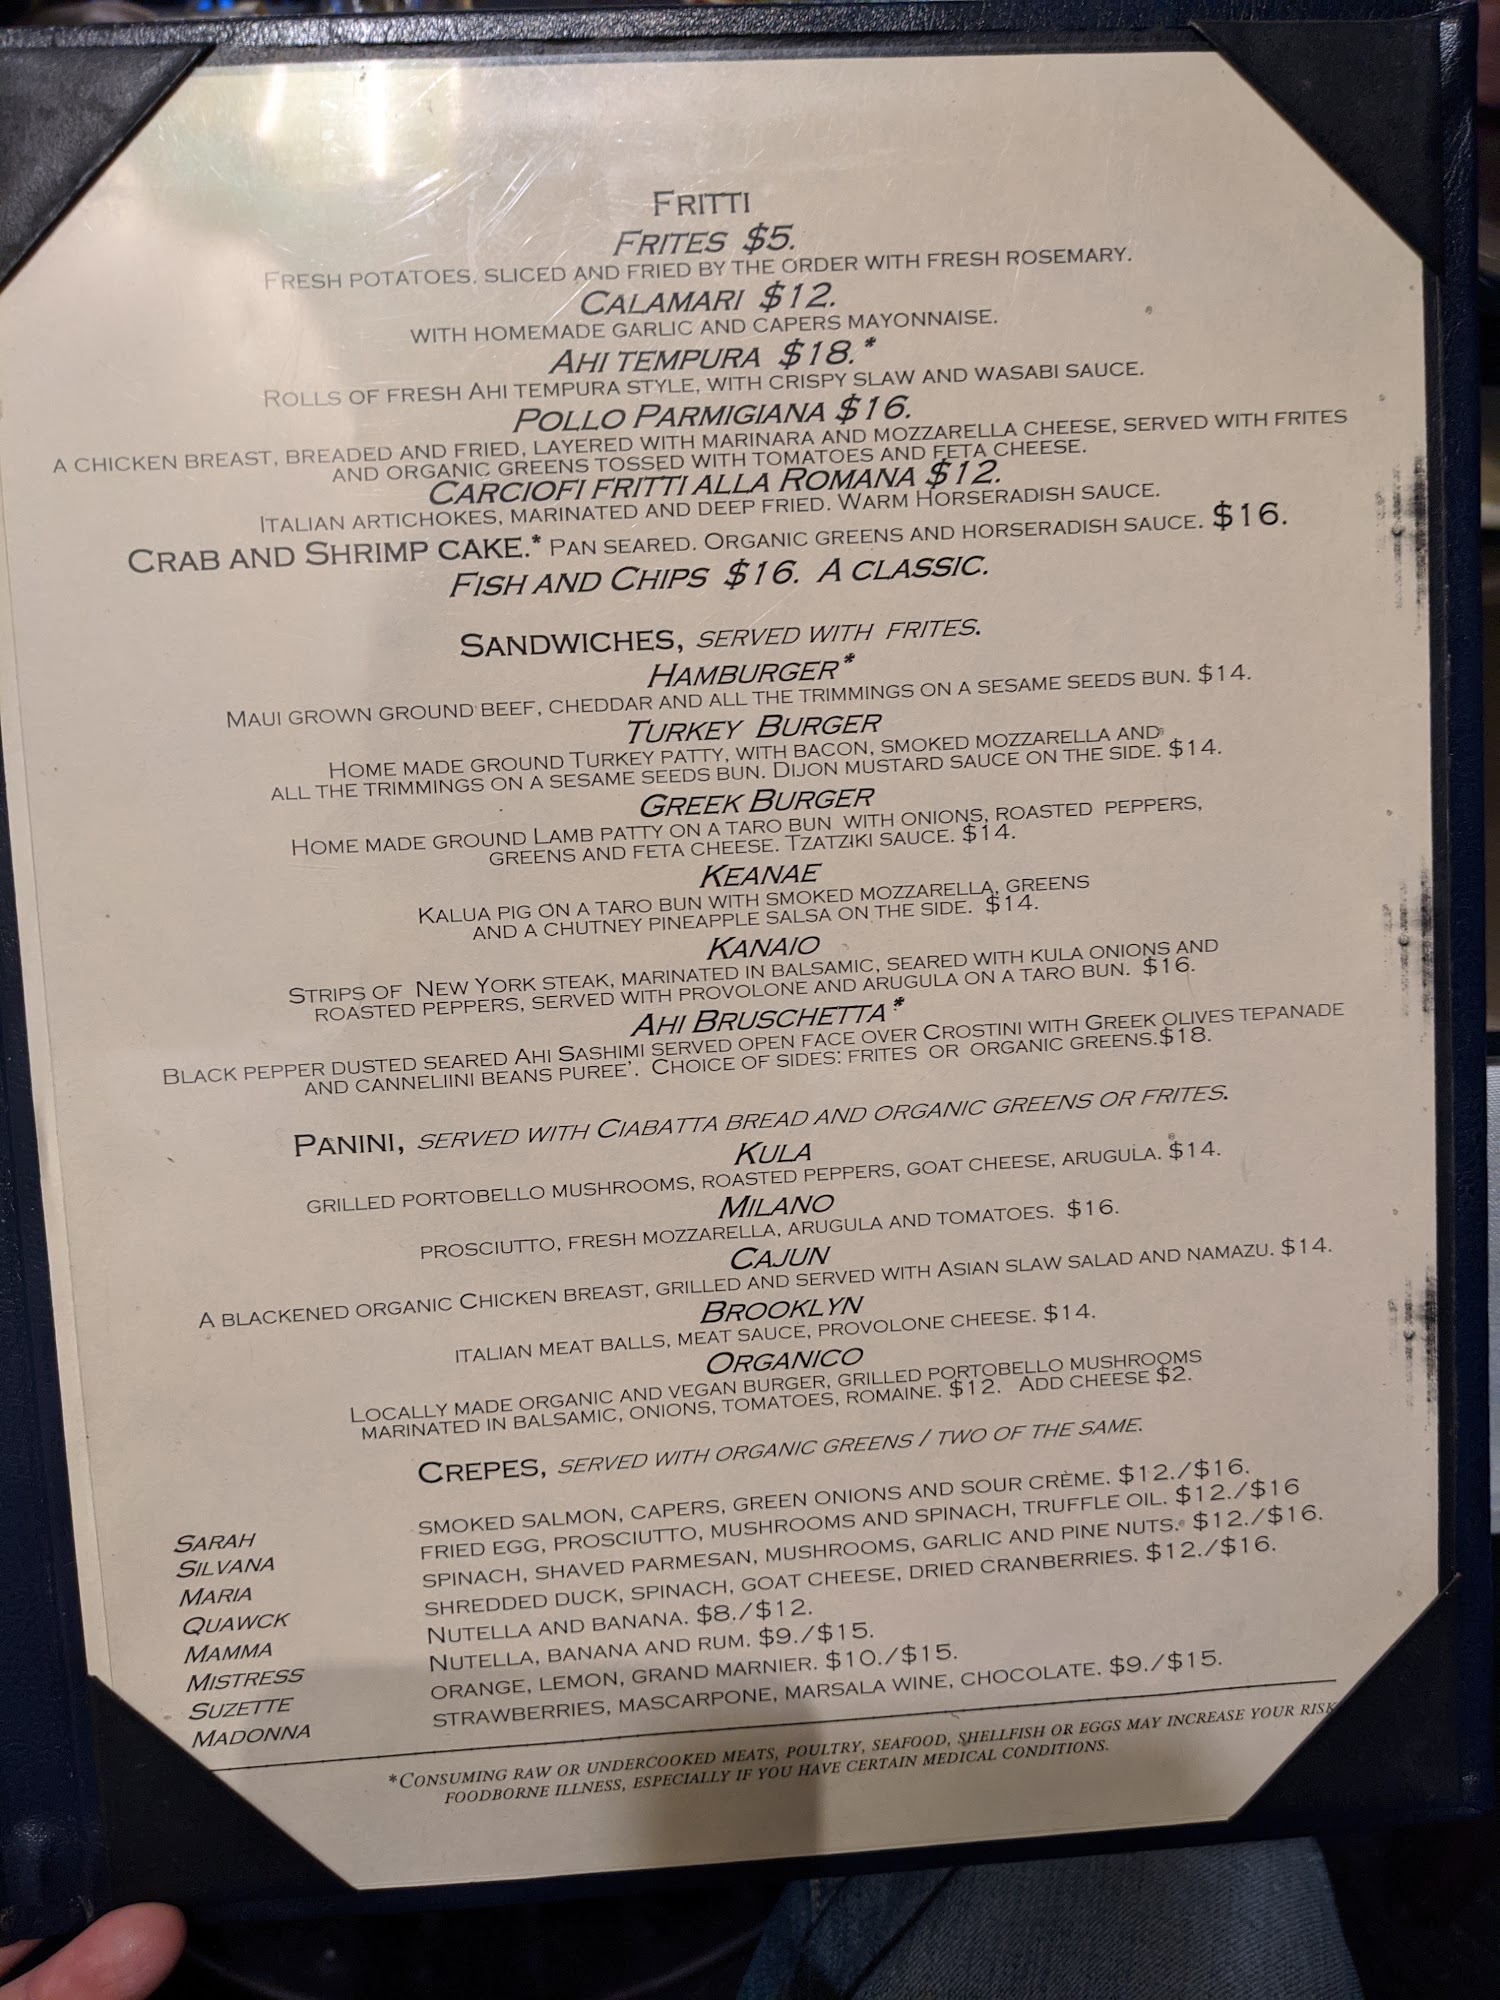 FRITTI
FRITES $5.
FRESH POTATOES, SLICED AND FRIED BY THE ORDER WITH FRESH ROSEMARY.
CALAMARI $12.
WITH HOMEMADE GARLIC AND CAPERS MAYONNAISE.
AHI TEMPURA $18.*
ROLLS OF FRESH AHI TEMPURA STYLE, WITH CRISPY SLAW AND WASABI SAUCE.
POLLO PARMIGIANA $16.
A CHICKEN BREAST, BREADED AND FRIED, LAYERED WITH MARINARA AND MOZZARELLA CHEESE, SERVED WITH FRITES
AND ORGANIC GREENS TOSSED WITH TOMATOES AND FETA CHEESE.
CARCIOFI FRITTI ALLA ROMANA $12.
ITALIAN ARTICHOKES, MARINATED AND DEEP FRIED. WARM HORSERADISH SAUCE.
CRAB AND SHRIMP CAKE.* PAN SEARED. ORGANIC GREENS AND HORSERADISH SAUCE. $16.
FISH AND CHIPS $16. A CLASSIC.
SANDWICHES, SERVED WITH FRITES.
HAMBURGER*
MAUI GROWN GROUND BEEF, CHEDDAR AND ALL THE TRIMMINGS ON A SESAME SEEDS BUN. $14.
TURKEY BURGER
HOME MADE GROUND TURKEY PATTY, WITH BACON, SMOKED MOZZARELLA AND
ALL THE TRIMMINGS ON A SESAME SEEDS BUN. DIJON MUSTARD SAUCE ON THE SIDE. $14.
GREEK BURGER
HOME MADE GROUND LAMB PATTY ON A TARO BUN WITH ONIONS, ROASTED PEPPERS,
GREENS AND FETA CHEESE. TZATZIKI SAUCE. $14.
KEANAE
KALUA PIG ON A TARO BUN WITH SMOKED MOZZARELLA, GREENS
AND A CHUTNEY PINEAPPLE SALSA ON THE SIDE. $14.
KANAIO
STRIPS OF NEW YORK STEAK, MARINATED IN BALSAMIC, SEARED WITH KULA ONIONS AND
ROASTED PEPPERS, SERVED WITH PROVOLONE AND ARUGULA ON A TARO BUN. $16.
AHI BRUSCHETTA*
BLACK PEPPER DUSTED SEARED AHI SASHIMI SERVED OPEN FACE OVER CROSTINI WITH GREEK OLIVES TEPANADE
AND CANNELIINI BEANS PUREE'. CHOICE OF SIDES: FRITES OR ORGANIC GREENS.$18.
PANINI, SERVED WITH CIABATTA BREAD AND ORGANIC GREENS OR FRITES.
KULA
GRILLED PORTOBELLO MUSHROOMS, ROASTED PEPPERS, GOAT CHEESE, ARUGULA. $14.
MILANO
PROSCIUTTO, FRESH MOZZARELLA, ARUGULA AND TOMATOES. $16.
CAJUN
A BLACKENED ORGANIC CHICKEN BREAST, GRILLED AND SERVED WITH ASIAN SLAW SALAD AND NAMAZU. $14.
BROOKLYN
ITALIAN MEAT BALLS, MEAT SAUCE, PROVOLONE CHEESE. $14.
ORGANICO
LOCALLY MADE ORGANIC AND VEGAN BURGER, GRILLED PORTOBELLO MUSHROOMS
MARINATED IN BALSAMIC, ONIONS, TOMATOES, ROMAINE. $12. ADD CHEESE $2.
CREPES, SERVED WITH ORGANIC GREENS / TWO OF THE SAME.
SARAH SMOKED SALMON, CAPERS, GREEN ONIONS AND SOUR CRÈME. $12./$16.
SILVANA FRIED EGG, PROSCIUTTO, MUSHROOMS AND SPINACH, TRUFFLE OIL. $12./$16
MARIA SPINACH, SHAVED PARMESAN, MUSHROOMS, GARLIC AND PINE NUTS. $12./$16.
QUAWCK SHREDDED DUCK, SPINACH, GOAT CHEESE, DRIED CRANBERRIES. $12./$16.
MAMMA NUTELLA AND BANANA. $8./$12.
MISTRESS NUTELLA, BANANA AND RUM. $9./$15.
SUZETTE ORANGE, LEMON, GRAND MARNIER. $10./$15.
MADONNA STRAWBERRIES, MASCARPONE, MARSALA WINE, CHOCOLATE. $9./$15.
*CONSUMING RAW OR UNDERCOOKED MEATS, POULTRY, SEAFOOD, SHELLFISH OR EGGS MAY INCREASE YOUR RISK
FOODBORNE ILLNESS, ESPECIALLY IF YOU HAVE CERTAIN MEDICAL CONDITIONS.